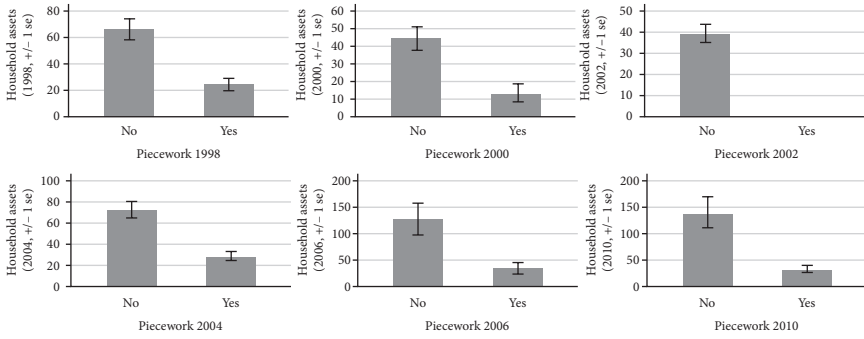 Household assets
(1998, +/− 1 se)
80
60
40
20
0
No
Yes
Piecework 1998
Household assets
(2000, +/− 1 se)
60
50
40
30
20
10
0
No
Yes
Piecework 2000
Household assets
(2002, +/− 1 se)
50
40
30
20
10
0
No
Yes
Piecework 2002
Household assets
(2004, +/− 1 se)
100
80
60
40
20
0
No
Yes
Piecework 2004
Household assets
(2006, +/− 1 se)
200
150
100
50
0
No
Yes
Piecework 2006
Household assets
(2010, +/− 1 se)
200
150
100
50
0
No
Yes
Piecework 2010